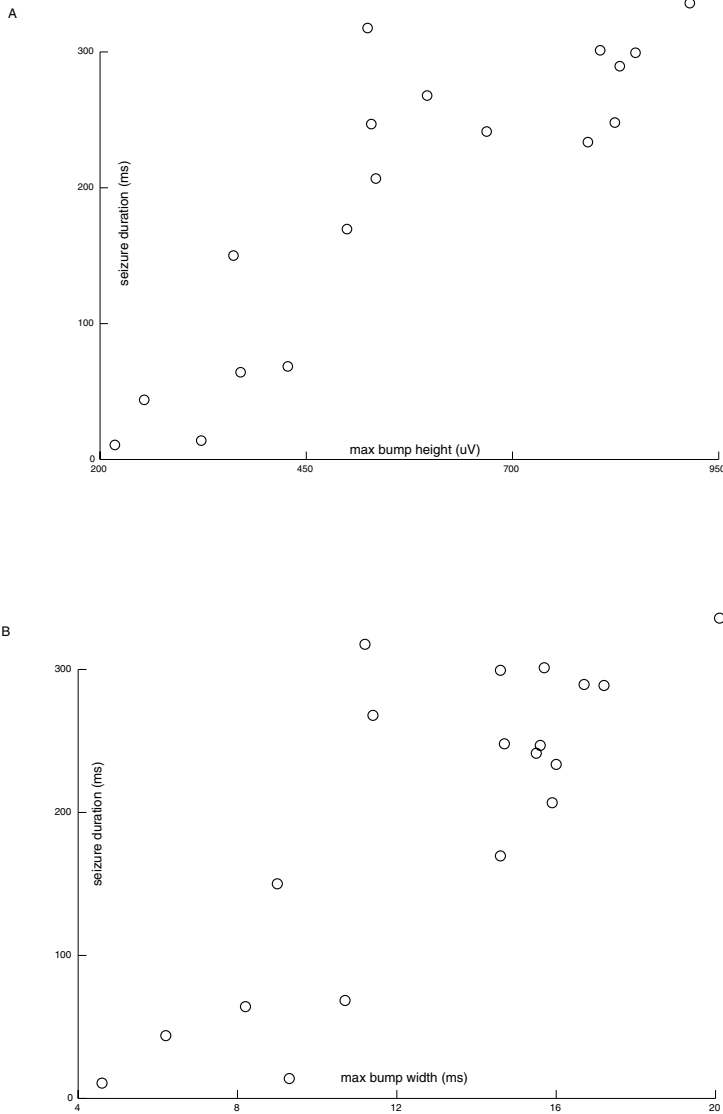 A
300
200
100
0
seizure duration (ms)
max bump height (uV)
200 450 700 950
B
300
200
100
0
seizure duration (ms)
max bump width (ms)
4 8 12 16 20